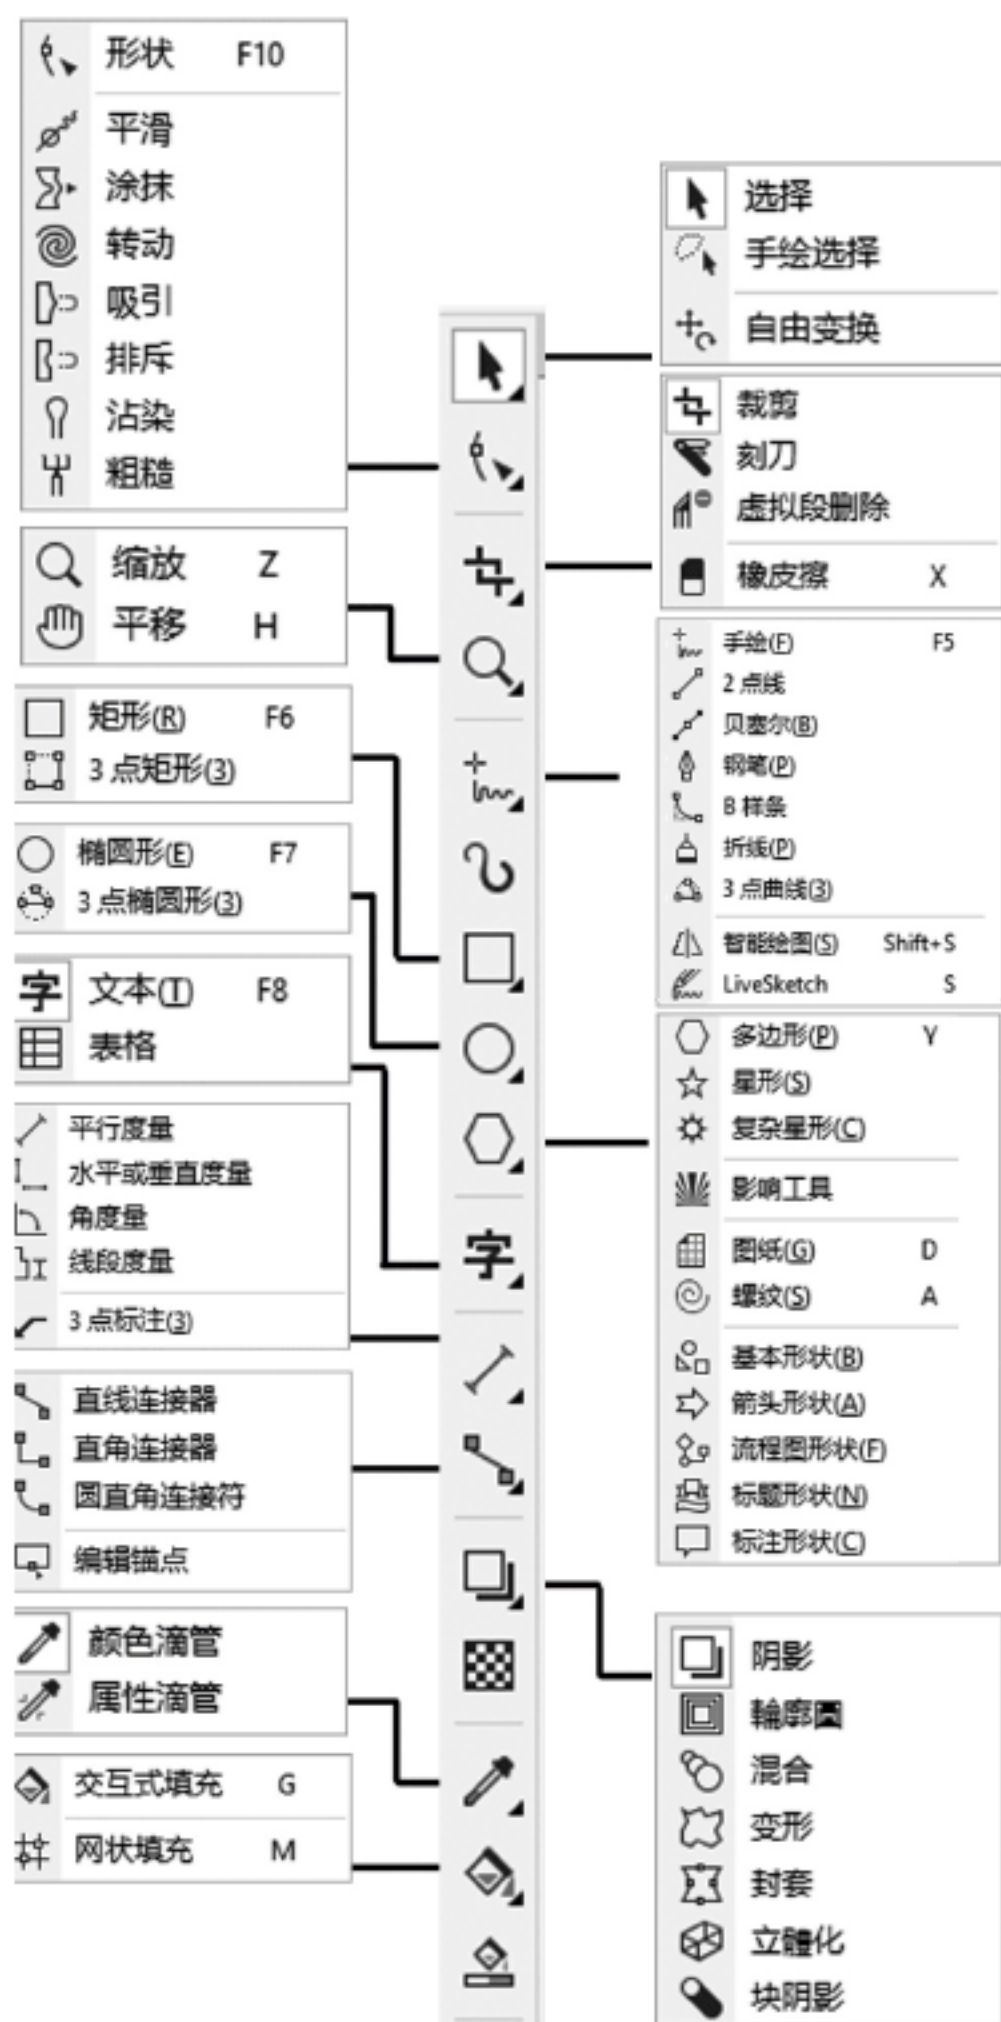 形状 F10
平滑
涂抹
转动
吸引
排斥
沾染
粗糙
缩放 Z
平移 H
矩形(R) F6
3 点矩形(3)
椭圆形(E) F7
3 点椭圆形(3)
字 文本(T) F8
表格
平行度量
水平或垂直度量
角度量
线段度量
3 点标注(3)
直线连接器
直角连接器
圆直角连接符
编辑锚点
颜色滴管
属性滴管
交互式填充 G
网状填充 M
字
选择
手绘选择
自由变换
裁剪
刻刀
虚拟段删除
橡皮擦 X
手绘(F) F5
2 点线
贝塞尔(B)
钢笔(P)
B 样条
折线(P)
3 点曲线(3)
智能绘图(S) Shift+S
LiveSketch S
多边形(P) Y
星形(S)
复杂星形(C)
影响工具
图纸(G) D
螺纹(S) A
基本形状(B)
箭头形状(A)
流程图形状(F)
标题形状(N)
标注形状(C)
阴影
輪廓圖
混合
变形
封套
立體化
块阴影